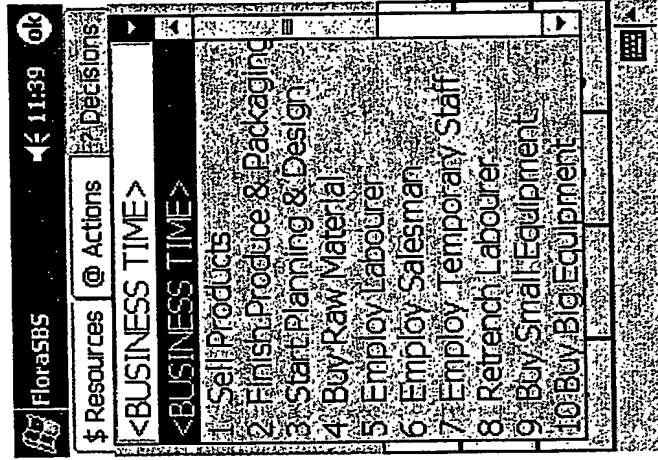 FloraSBS 11:39 ok
$ Resources @ Actions ? Decisions
<BUSINESS TIME>
<BUSINESS TIME>
1 Sell Products
2 Finish Produce & Packaging
3 Start Planning & Design
4 Buy Raw Material
5 Employ Labourer
6 Employ Salesman
7 Employ Temporary Staff
8 Retrench Labourer
9 Buy Small Equipment
10 Buy Big Equipment